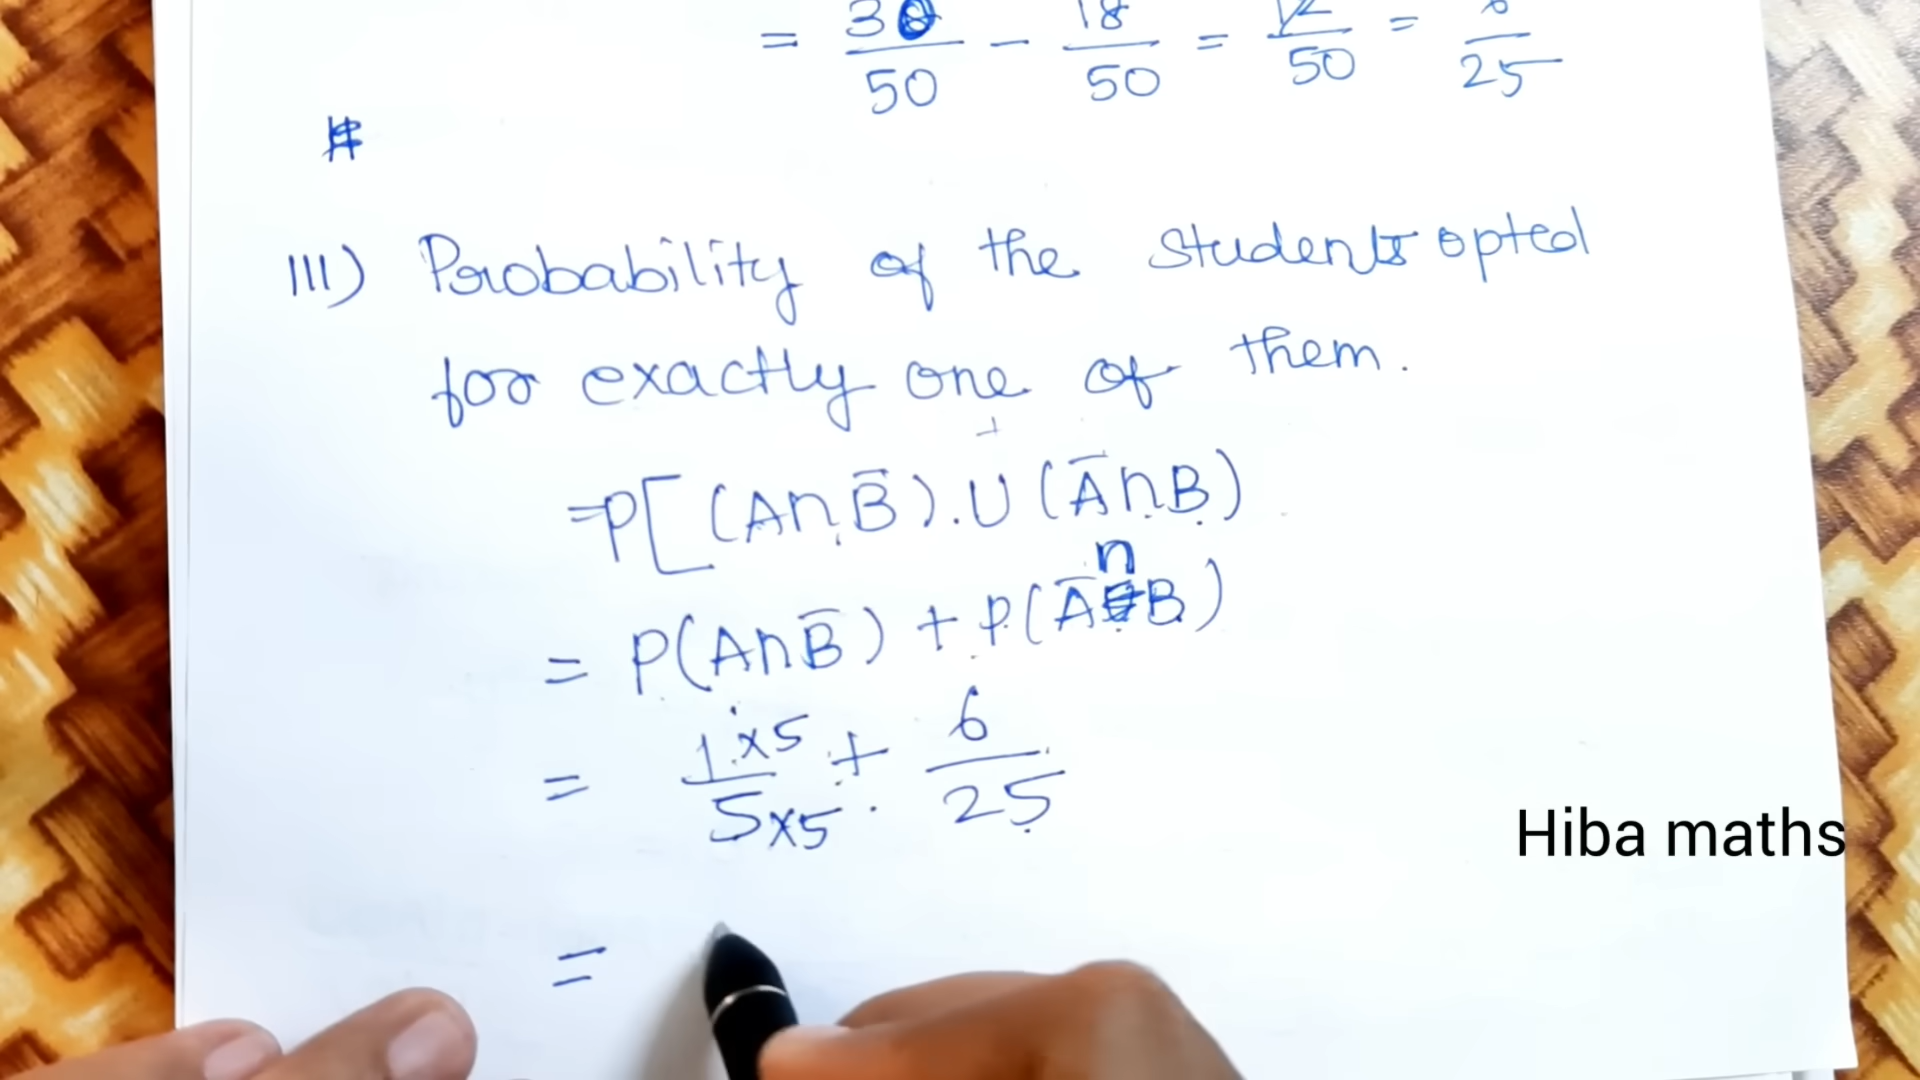 = 30/50 - 18/50 = 12/50 = 6/25
III) Probability of the students opted
for exactly one of them.
=P[(A∩B̅).∪(A̅∩B)
= P(A∩B̅) + P(A̅∩B)
= 1×5/5×5 + 6/25
=
Hiba maths